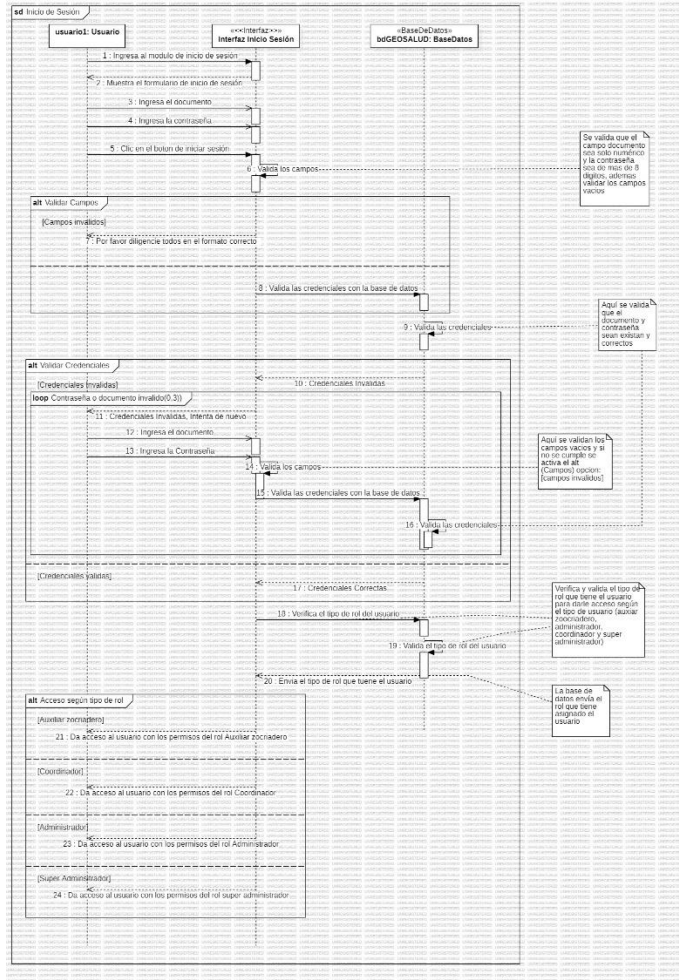 sd Inicio de Sesión
usuario1: Usuario
«<<Interfaz>>»
interfaz Inicio Sesión
«BaseDeDatos»
bdGEOSALUD: BaseDatos
1 : Ingresa al modulo de inicio de sesión
2 : Muestra el formulario de inicio de sesión
3 : Ingresa el documento
4 : Ingresa la contraseña
5 : Clic en el boton de iniciar sesión
6 : Valida los campos
Se valida que el
campo documento
sea solo numérico
y la contraseña
sea de mas de 8
digitos, ademas
validar los campos
vacios
alt Validar Campos
[Campos invalidos]
7 : Por favor diligencie todos en el formato correcto
8 : Valida las credenciales con la base de datos
9 : Valida las credenciales
Aquí se valida
que el
documento y
contraseña
sean existan y
correctos
alt Validar Credenciales
[Credenciales Invalidas]
10 : Credenciales Invalidas
loop Contraseña o documento invalido(0,3))
11 : Credenciales Invalidas, Intenta de nuevo
12 : Ingresa el documento
13 : Ingresa la Contraseña
14 : Valida los campos
Aqui se validan los
campos vacios y si
no se cumple se
activa el alt
(Campos) opcion:
[campos invalidos]
15 : Valida las credenciales con la base de datos
16 : Valida las credenciales
[Credenciales validas]
17 : Credenciales Correctas
18 : Verifica el tipo de rol del usuario
19 : Valida el tipo de rol del usuario
Verifica y valida el tipo de
rol que tiene el usuario
para darle acceso según
el tipo de usuario (auxiar
zoocriadero,
administrador,
coordinador y super
administrador)
20 : Envia el tipo de rol que tuene el usuario
La base de
datos envía el
rol que tiene
asignado el
usuario
alt Acceso según tipo de rol
[Auxiliar zocriadero]
21 : Da acceso al usuario con los permisos del rol Auxiliar zocriadero
[Coordinador]
22 : Da acceso al usuario con los permisos del rol Coordinador
[Administrador]
23 : Da acceso al usuario con los permisos del rol Administrador
[Super Administrador]
24 : Da acceso al usuario con los permisos del rol super administrador